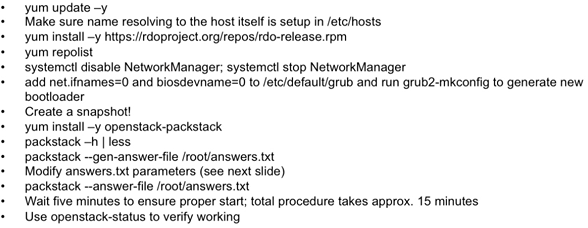 • yum update –y
• Make sure name resolving to the host itself is setup in /etc/hosts
• yum install –y https://rdoproject.org/repos/rdo-release.rpm
• yum repolist
• systemctl disable NetworkManager; systemctl stop NetworkManager
• add net.ifnames=0 and biosdevname=0 to /etc/default/grub and run grub2-mkconfig to generate new
bootloader
• Create a snapshot!
• yum install –y openstack-packstack
• packstack –h | less
• packstack --gen-answer-file /root/answers.txt
• Modify answers.txt parameters (see next slide)
• packstack --answer-file /root/answers.txt
• Wait five minutes to ensure proper start; total procedure takes approx. 15 minutes
• Use openstack-status to verify working